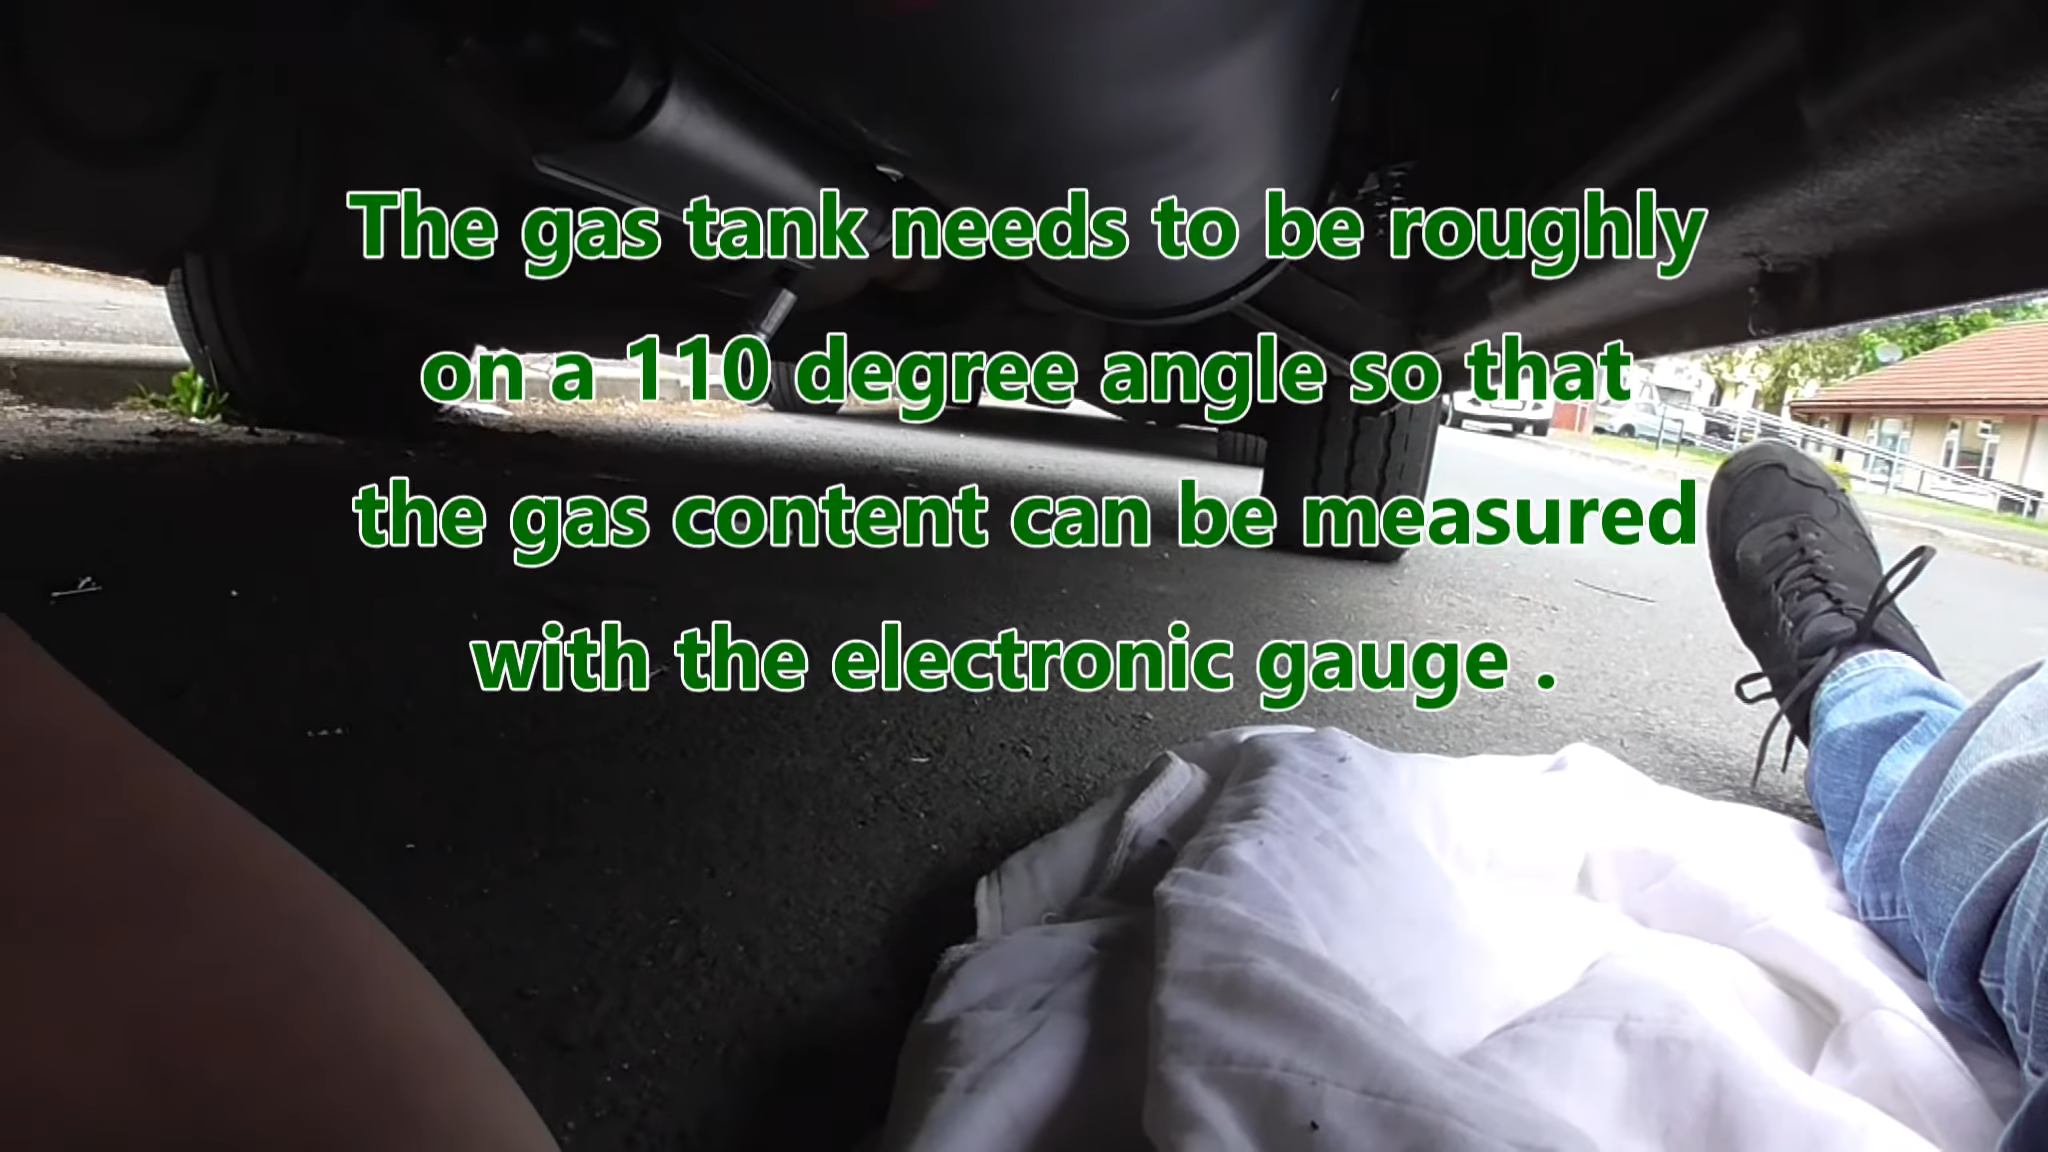 The gas tank needs to be roughly
on a 110 degree angle so that
the gas content can be measured
with the electronic gauge .